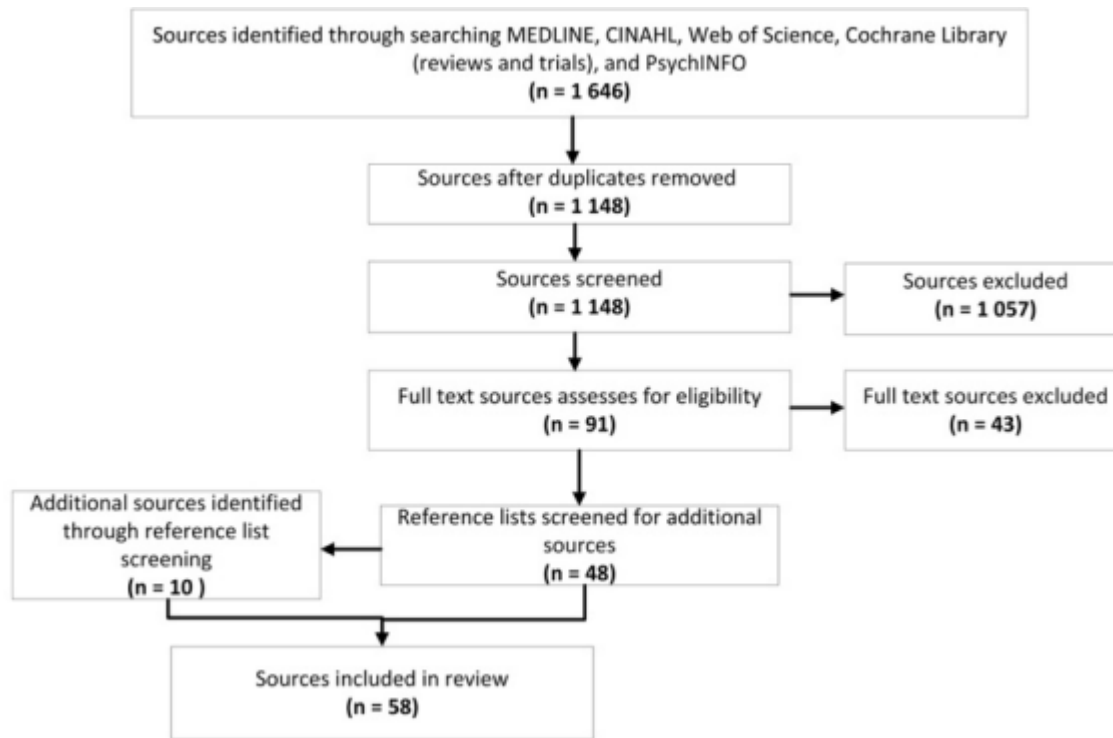 Sources identified through searching MEDLINE, CINAHL, Web of Science, Cochrane Library
(reviews and trials), and PsychINFO
(n = 1 646)
Sources after duplicates removed
(n = 1 148)
Sources screened
(n = 1 148)
Sources excluded
(n = 1 057)
Full text sources assesses for eligibility
(n = 91)
Full text sources excluded
(n = 43)
Additional sources identified
through reference list
screening
(n = 10 )
Reference lists screened for additional
sources
(n = 48)
Sources included in review
(n = 58)